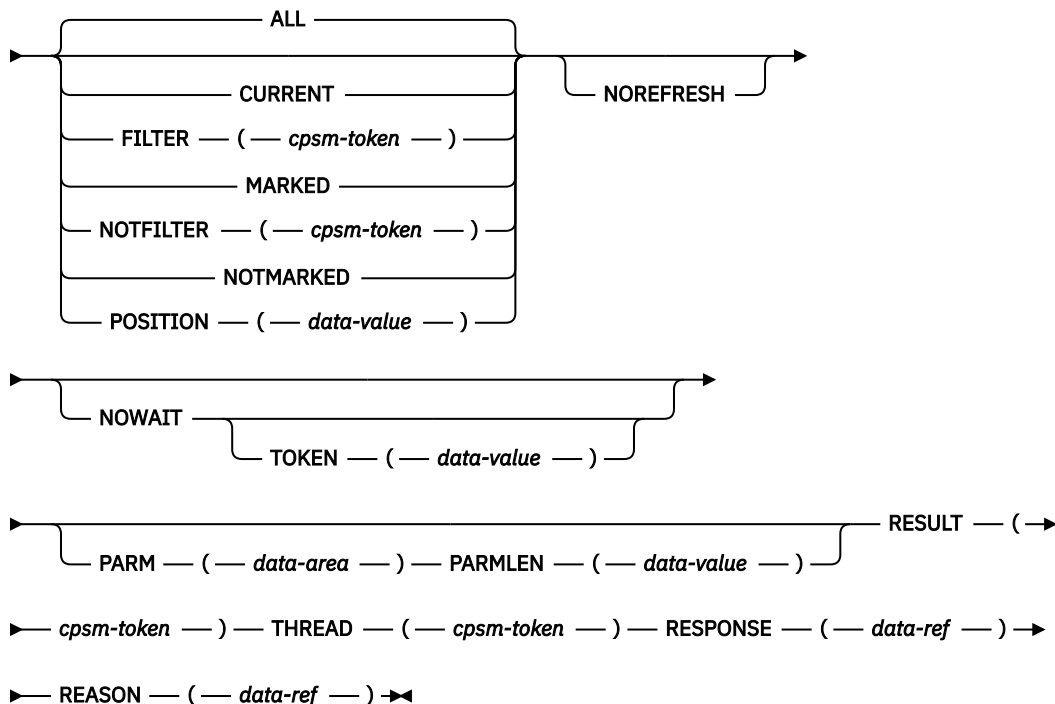 ALL
CURRENT
NOREFRESH
FILTER ( cpsm-token )
MARKED
NOTFILTER ( cpsm-token )
NOTMARKED
POSITION ( data-value )
NOWAIT
TOKEN ( data-value )
RESULT (
PARM ( data-area ) PARMLEN ( data-value )
cpsm-token ) THREAD ( cpsm-token ) RESPONSE ( data-ref )
REASON ( data-ref )